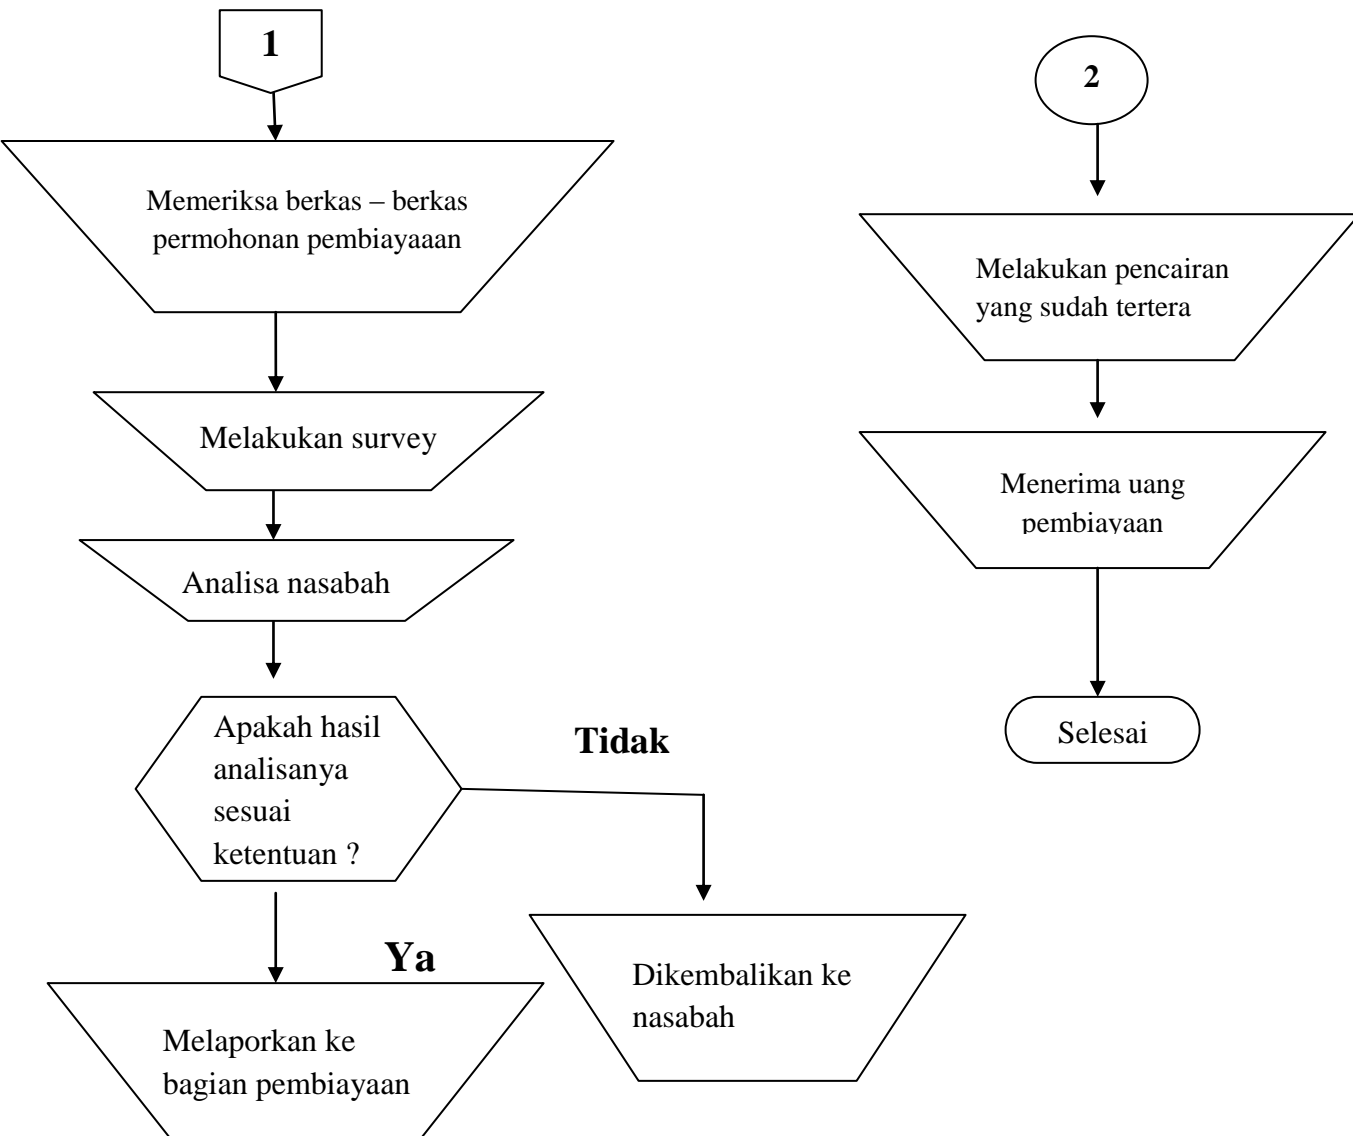 1
Memeriksa berkas – berkas
permohonan pembiayaaan
Melakukan survey
Analisa nasabah
Apakah hasil
analisanya
sesuai
ketentuan ?
Tidak
Ya
Melaporkan ke
bagian pembiayaan
Dikembalikan ke
nasabah
2
Melakukan pencairan
yang sudah tertera
Menerima uang
pembiayaan
Selesai